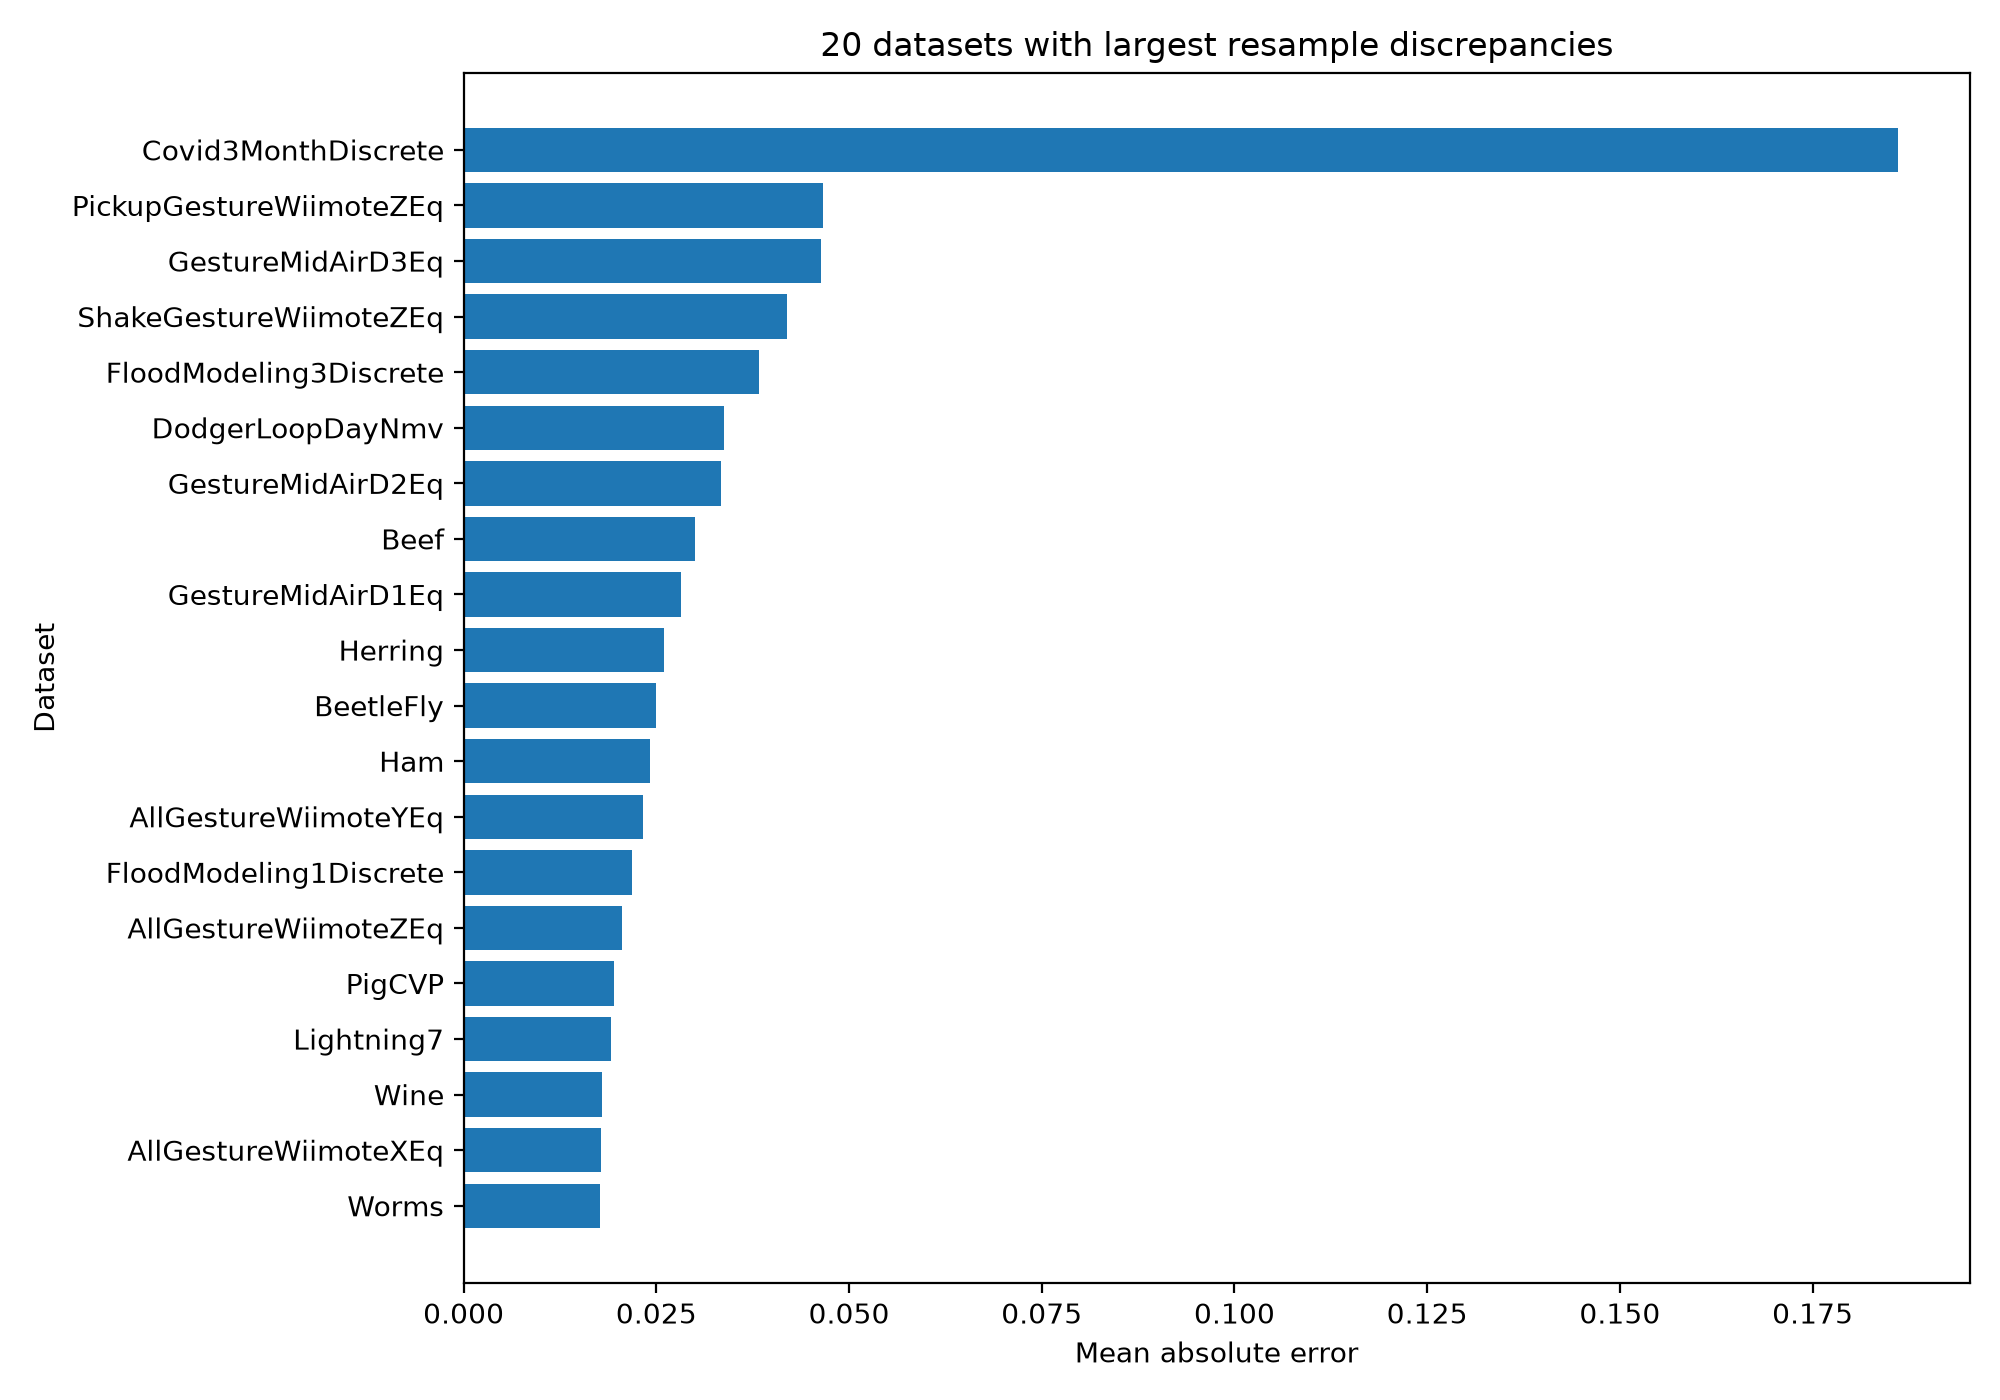 20 datasets with largest resample discrepancies
Covid3MonthDiscrete
PickupGestureWiimoteZEq
GestureMidAirD3Eq
ShakeGestureWiimoteZEq
FloodModeling3Discrete
DodgerLoopDayNmv
GestureMidAirD2Eq
Beef
GestureMidAirD1Eq
Herring
BeetleFly
Ham
AllGestureWiimoteYEq
FloodModeling1Discrete
AllGestureWiimoteZEq
PigCVP
Lightning7
Wine
AllGestureWiimoteXEq
Worms
Dataset
0.000 0.025 0.050 0.075 0.100 0.125 0.150 0.175
Mean absolute error